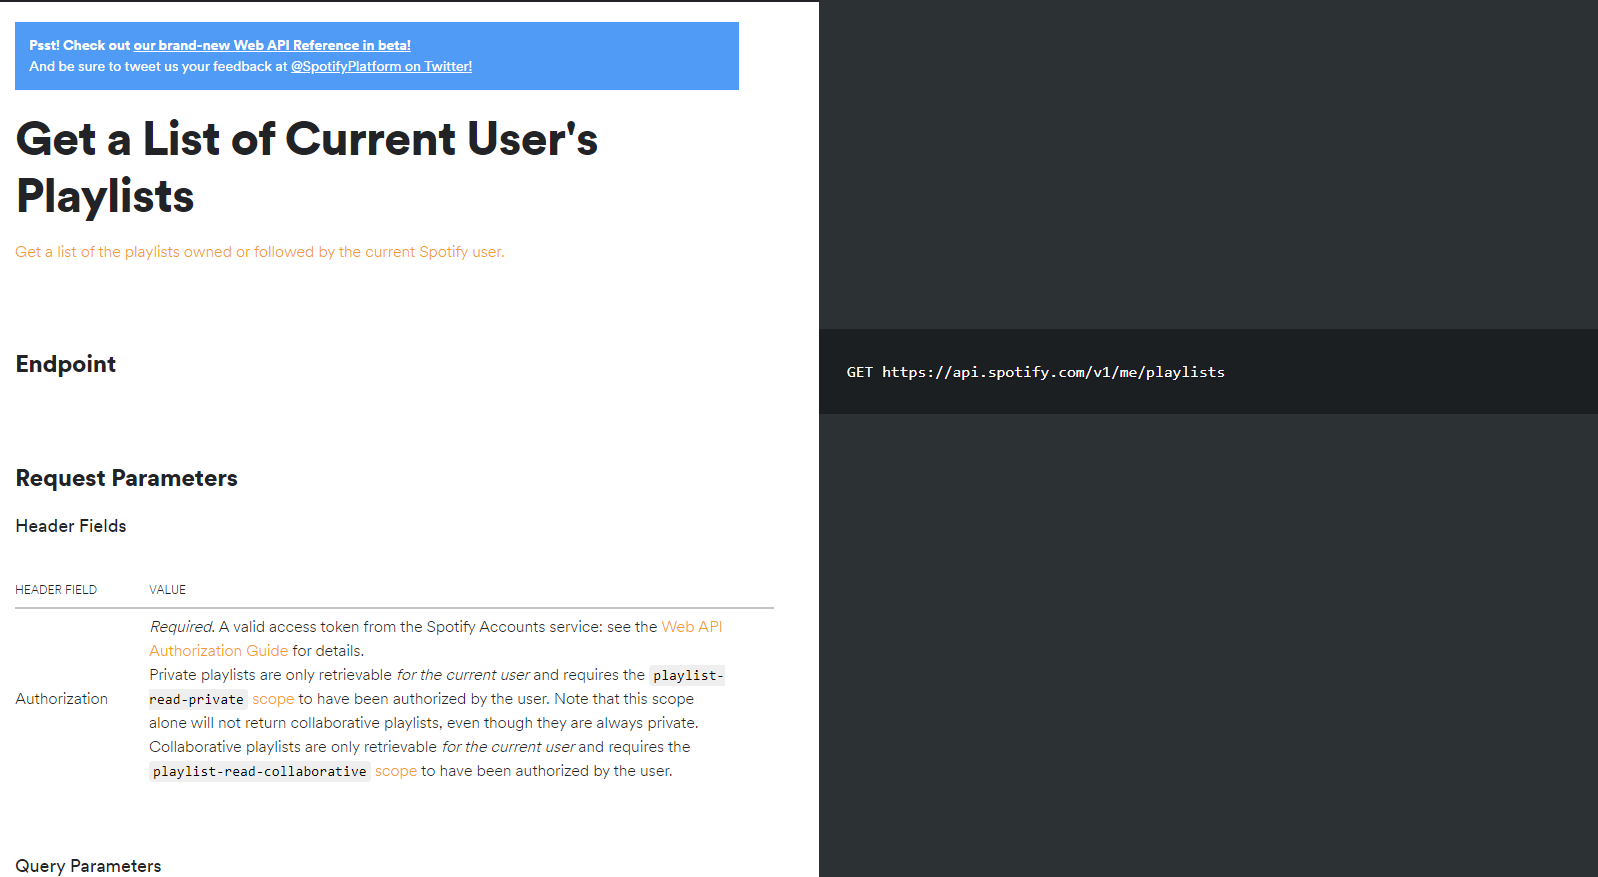 Psst! Check out our brand-new Web API Reference in beta!
And be sure to tweet us your feedback at @SpotifyPlatform on Twitter!
Get a List of Current User's
Playlists
Get a list of the playlists owned or followed by the current Spotify user.
Endpoint
GET https://api.spotify.com/v1/me/playlists
Request Parameters
Header Fields
HEADER FIELD VALUE
Required. A valid access token from the Spotify Accounts service: see the Web API
Authorization Guide for details.
Private playlists are only retrievable for the current user and requires the playlist-
Authorization read-private scope to have been authorized by the user. Note that this scope
alone will not return collaborative playlists, even though they are always private.
Collaborative playlists are only retrievable for the current user and requires the
playlist-read-collaborative scope to have been authorized by the user.
Query Parameters